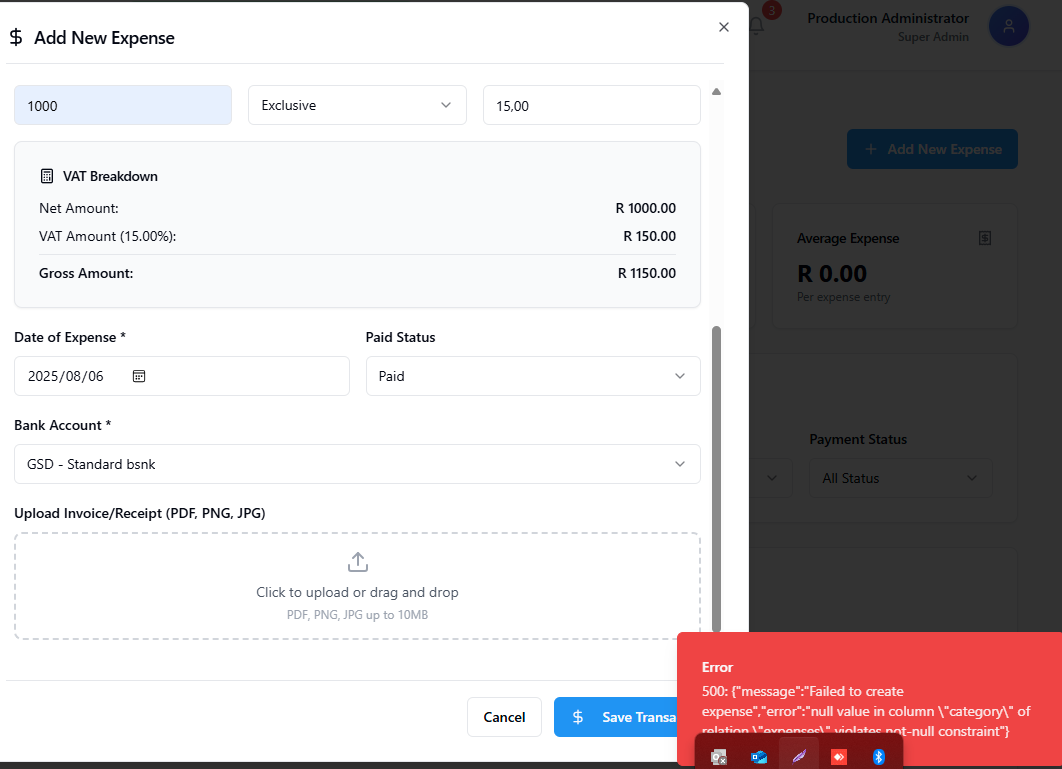 Add New Expense
3
Production Administrator
Super Admin
1000
Exclusive
15,00
Add New Expense
VAT Breakdown
Net Amount:
R 1000.00
VAT Amount (15.00%):
R 150.00
Gross Amount:
R 1150.00
Average Expense
R 0.00
Per expense entry
Date of Expense *
Paid Status
2025/08/06
Paid
Bank Account *
GSD - Standard bsnk
Payment Status
All Status
Upload Invoice/Receipt (PDF, PNG, JPG)
Click to upload or drag and drop
PDF, PNG, JPG up to 10MB
Cancel
Save Transa
Error
500: {"message":"Failed to create
expense","error":"null value in column \"category\" of
relation \"expenses\" violates not-null constraint"}